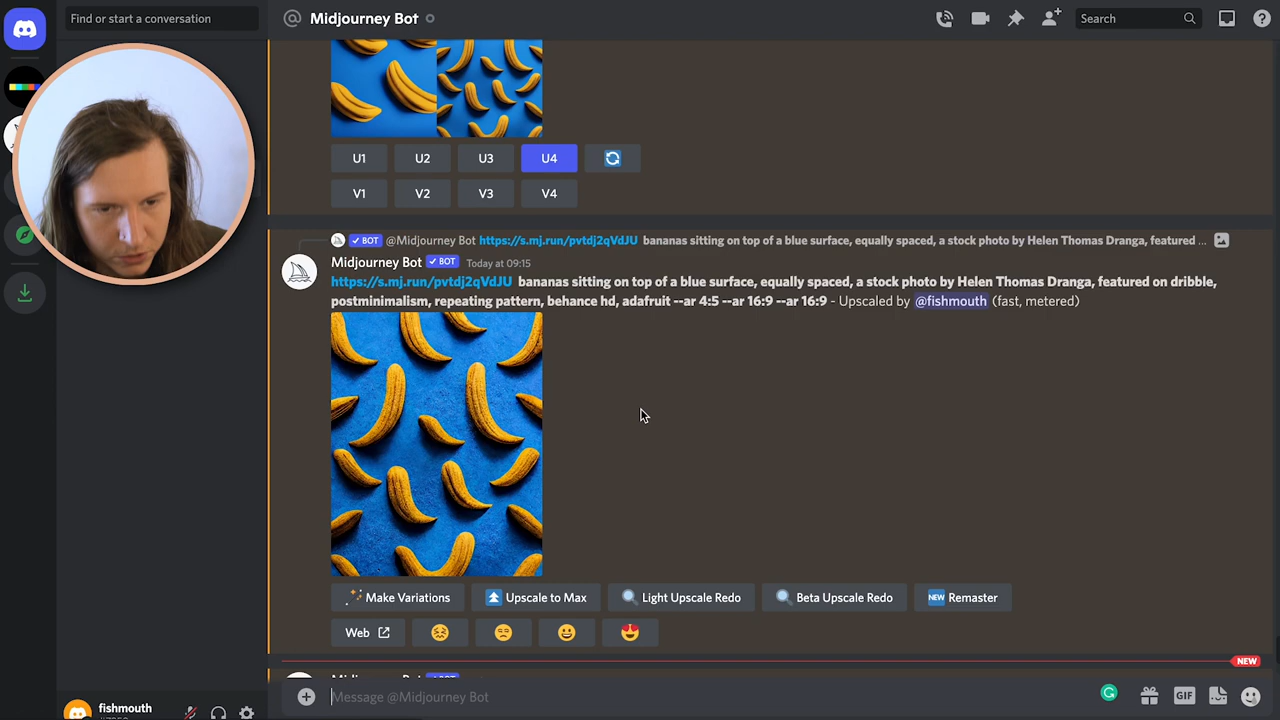 Find or start a conversation
Midjourney Bot
Search
U1 U2 U3 U4
V1 V2 V3 V4
BOT @Midjourney Bot https://s.mj.run/pvtdj2qVdJU bananas sitting on top of a blue surface, equally spaced, a stock photo by Helen Thomas Dranga, featured ...
Midjourney Bot BOT Today at 09:15
https://s.mj.run/pvtdj2qVdJU bananas sitting on top of a blue surface, equally spaced, a stock photo by Helen Thomas Dranga, featured on dribble,
postminimalism, repeating pattern, behance hd, adafruit --ar 4:5 --ar 16:9 --ar 16:9 - Upscaled by @fishmouth (fast, metered)
Make Variations Upscale to Max Light Upscale Redo Beta Upscale Redo NEW Remaster
Web
NEW
Message @Midjourney Bot
GIF
fishmouth